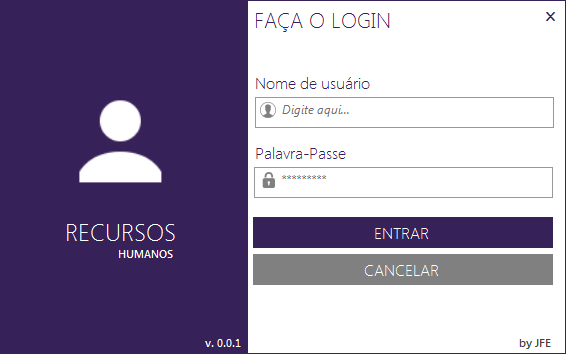 RECURSOS
HUMANOS
v. 0.0.1
FAÇA O LOGIN
×
Nome de usuário
Digite aqui...
Palavra-Passe
*********
ENTRAR
CANCELAR
by JFE